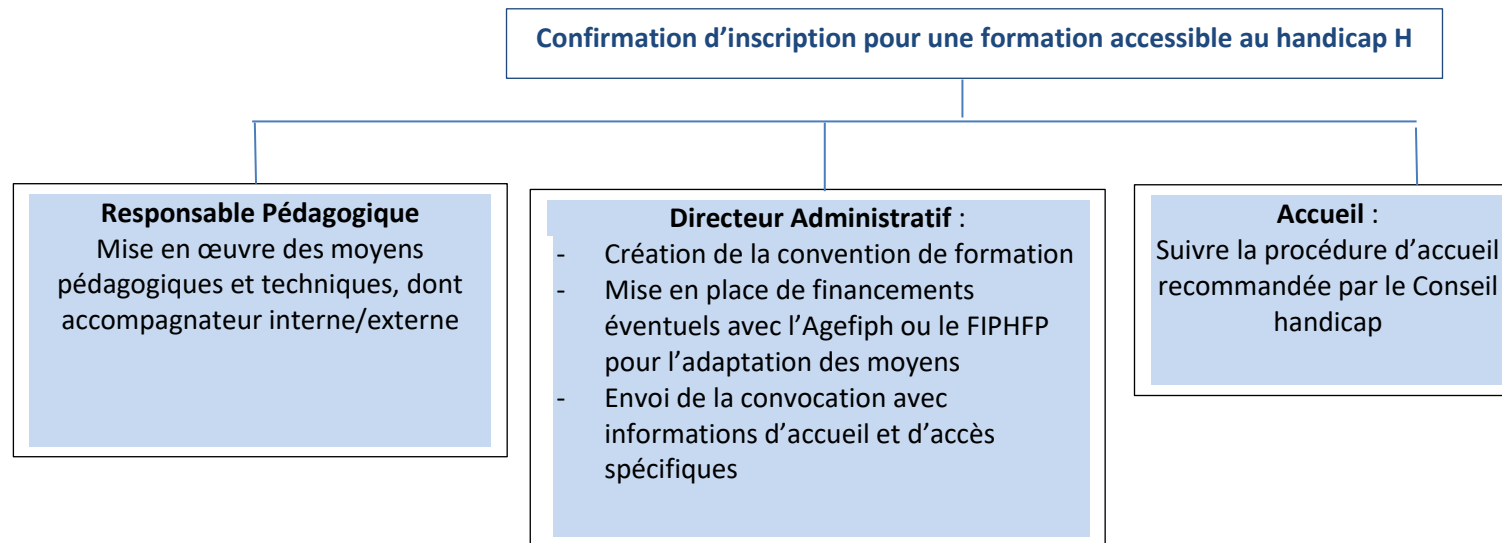 Confirmation d’inscription pour une formation accessible au handicap H
Responsable Pédagogique
Mise en œuvre des moyens
pédagogiques et techniques, dont
accompagnateur interne/externe
Directeur Administratif :
- Création de la convention de formation
- Mise en place de financements
éventuels avec l’Agefiph ou le FIPHFP
pour l’adaptation des moyens
- Envoi de la convocation avec
informations d’accueil et d’accès
spécifiques
Accueil :
Suivre la procédure d’accueil
recommandée par le Conseil
handicap